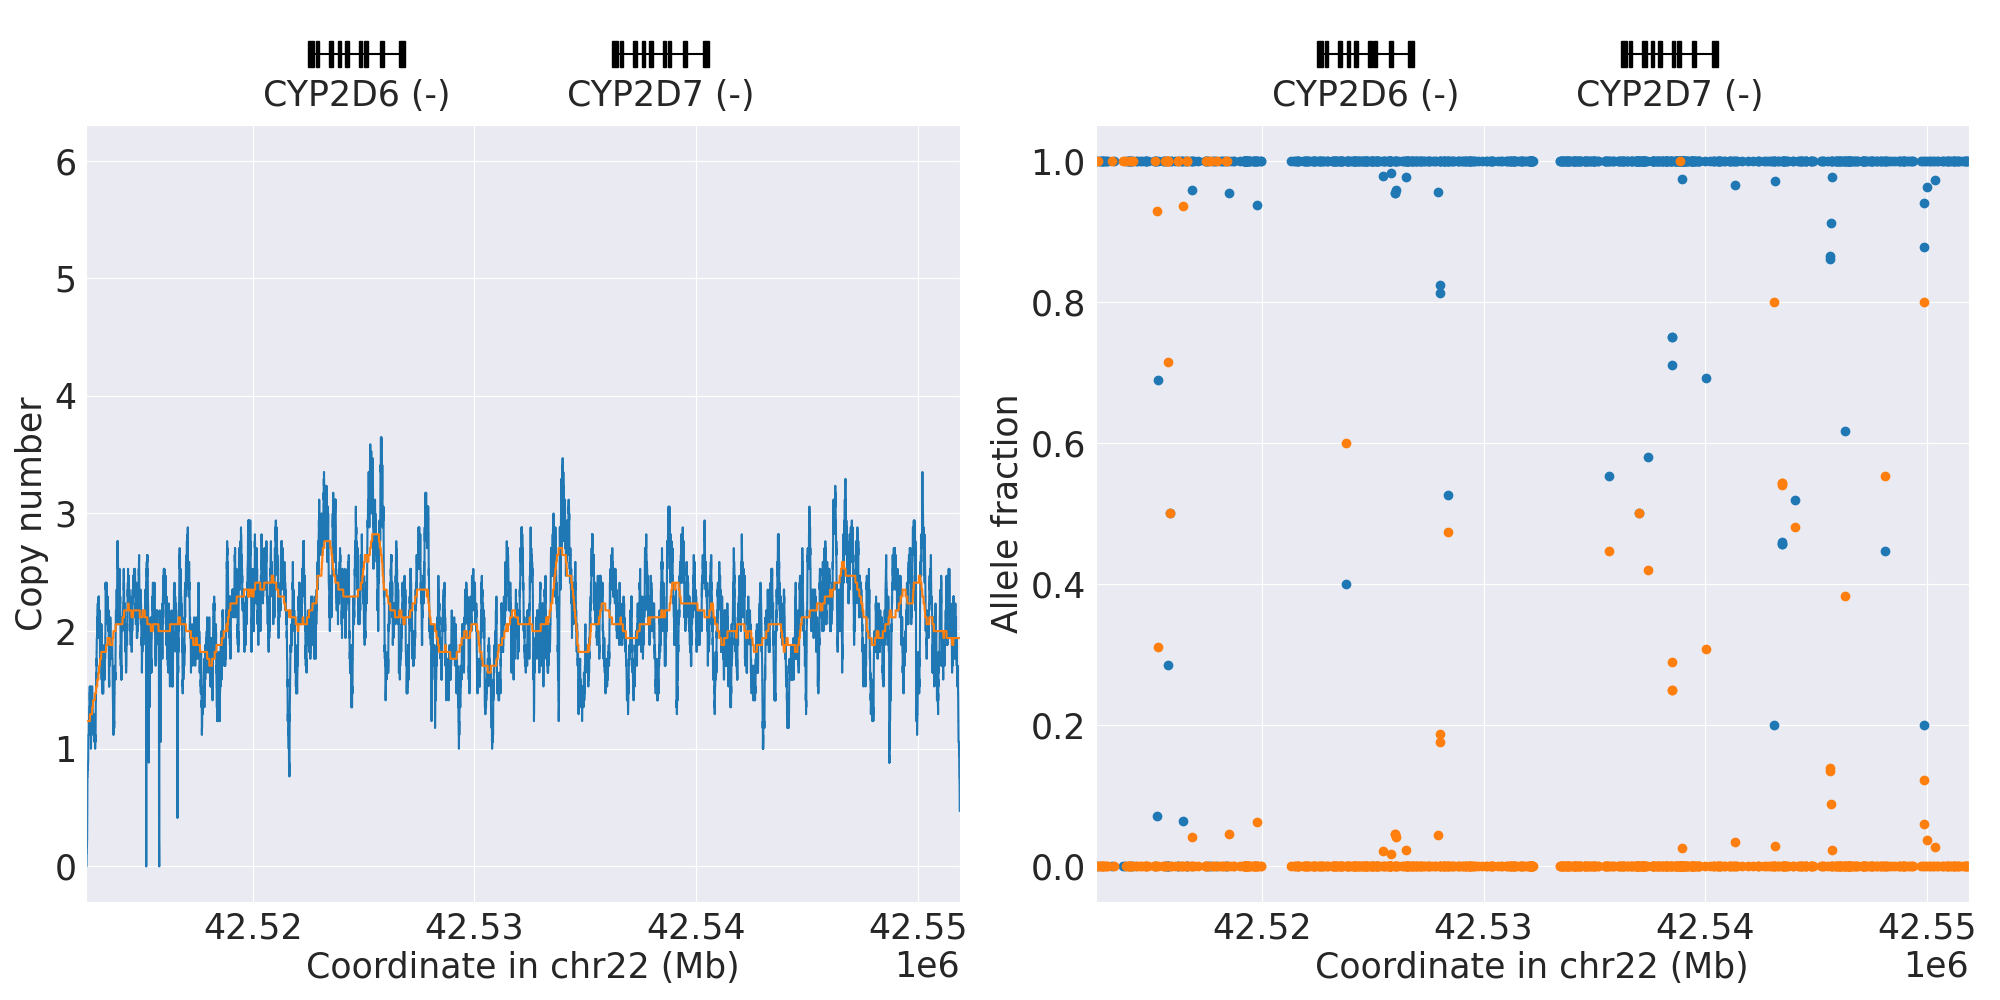 CYP2D6 (-)
CYP2D7 (-)
6
5
4
3
2
1
0
Copy number
42.52
42.53
42.54
42.55
Coordinate in chr22 (Mb)
1e6
CYP2D6 (-)
CYP2D7 (-)
1.0
0.8
0.6
0.4
0.2
0.0
Allele fraction
42.52
42.53
42.54
42.55
Coordinate in chr22 (Mb)
1e6